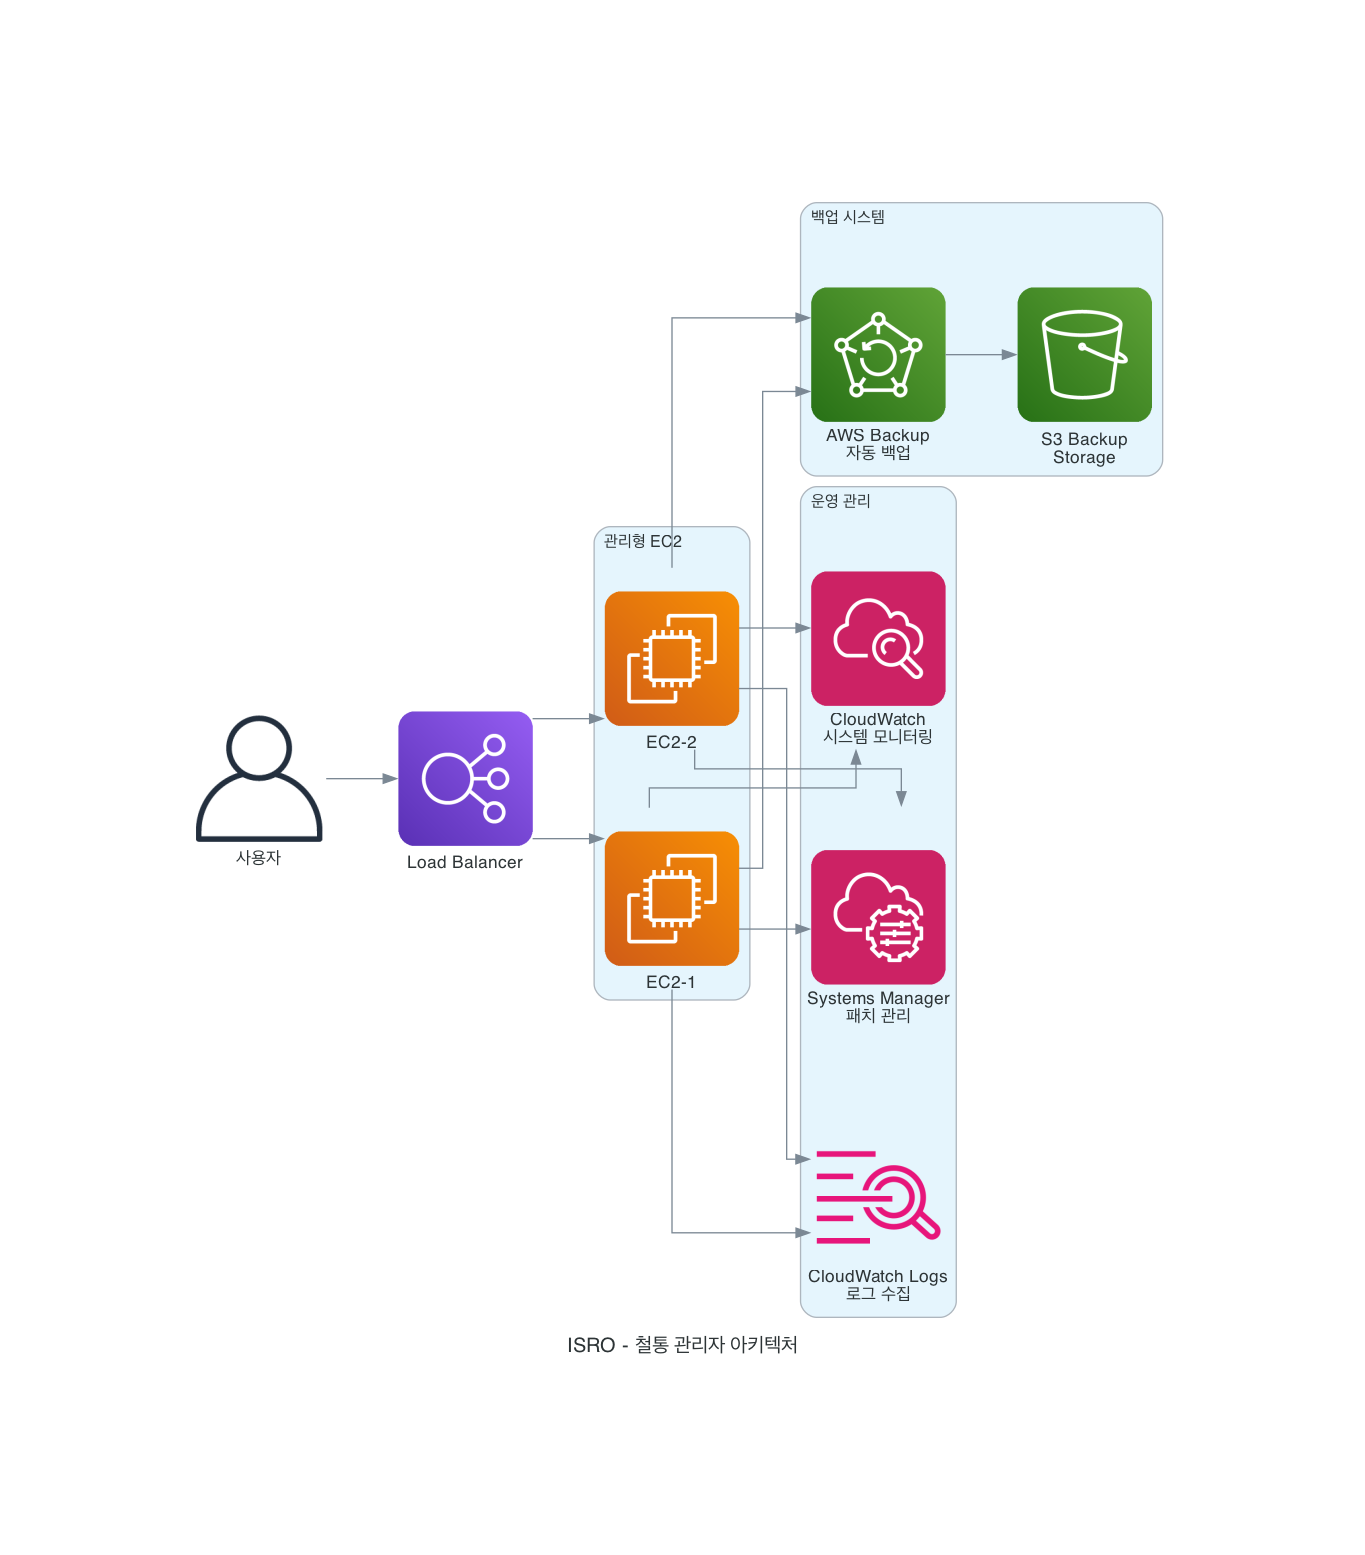 백업 시스템
AWS Backup
자동 백업
S3 Backup
Storage
운영 관리
관리형 EC2
CloudWatch
시스템 모니터링
EC2-2
사용자
Load Balancer
EC2-1
Systems Manager
패치 관리
CloudWatch Logs
로그 수집
ISRO - 철통 관리자 아키텍처